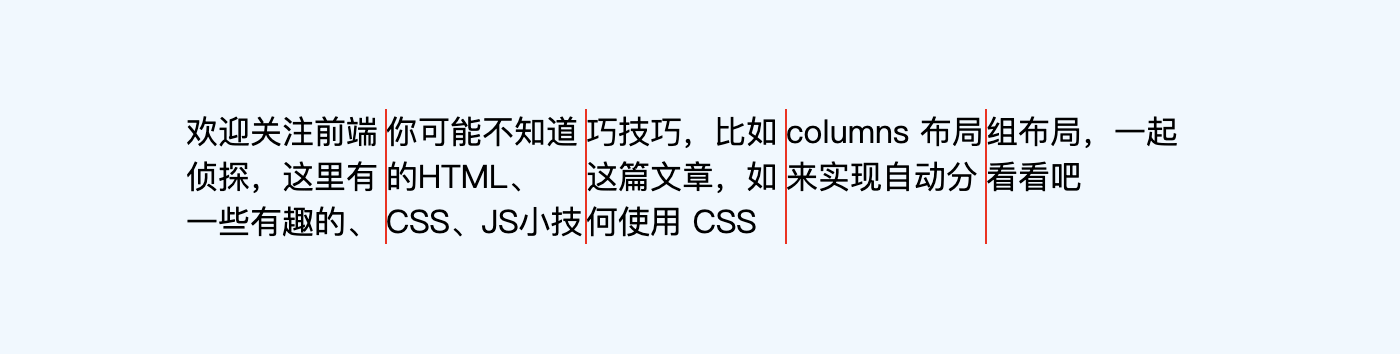 欢迎关注前端
侦探，这里有
一些有趣的、
你可能不知道
的HTML、
CSS、JS小技
巧技巧，比如
这篇文章，如
何使用 CSS
columns 布局
来实现自动分
组布局，一起
看看吧